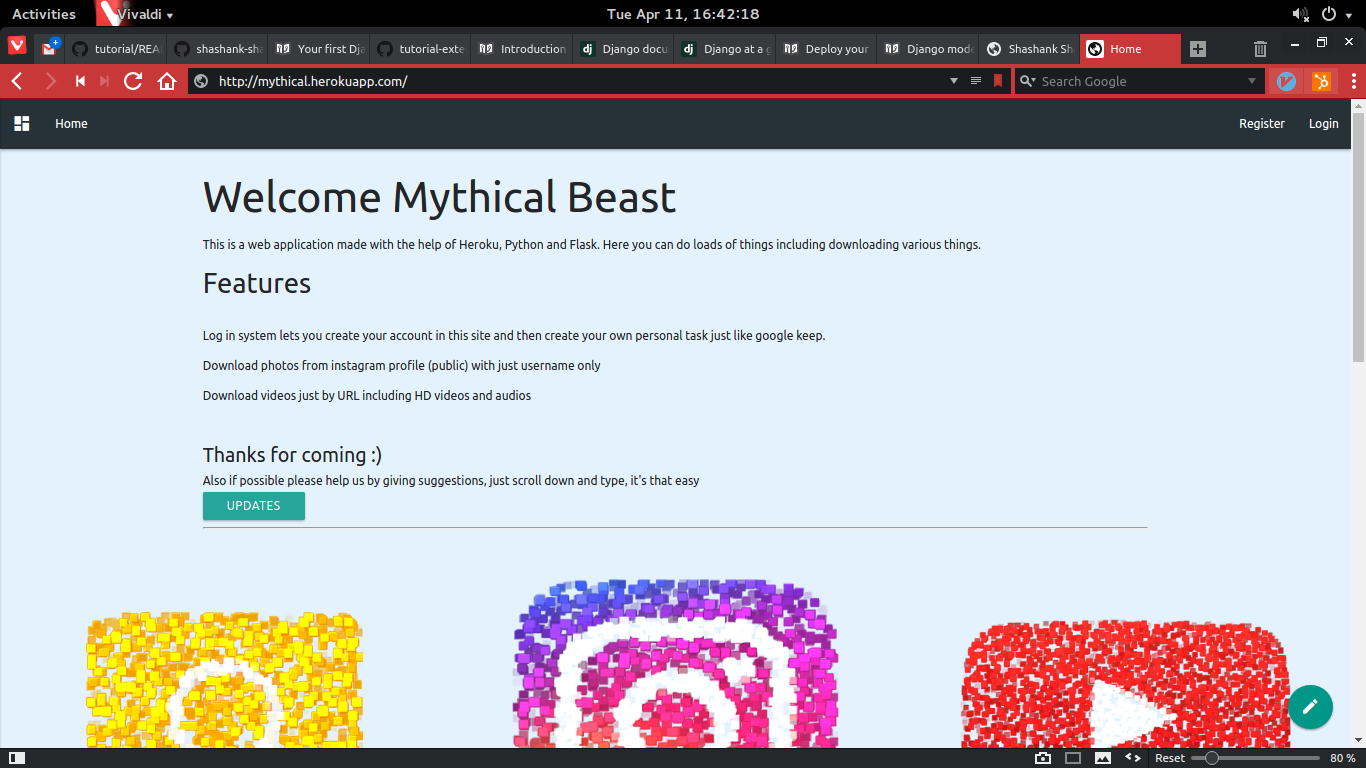 Activities
Vivaldi
Tue Apr 11, 16:42:18
tutorial/REA
shashank-sha
Your first Dja
tutorial-exte
Introduction
Django docu
Django at a g
Deploy your
Django mode
Shashank Sha
Home
http://mythical.herokuapp.com/
Search Google
Home
Register
Login
Welcome Mythical Beast
This is a web application made with the help of Heroku, Python and Flask. Here you can do loads of things including downloading various things.
Features
Log in system lets you create your account in this site and then create your own personal task just like google keep.
Download photos from instagram profile (public) with just username only
Download videos just by URL including HD videos and audios
Thanks for coming :)
Also if possible please help us by giving suggestions, just scroll down and type, it's that easy
UPDATES
Reset
80 %